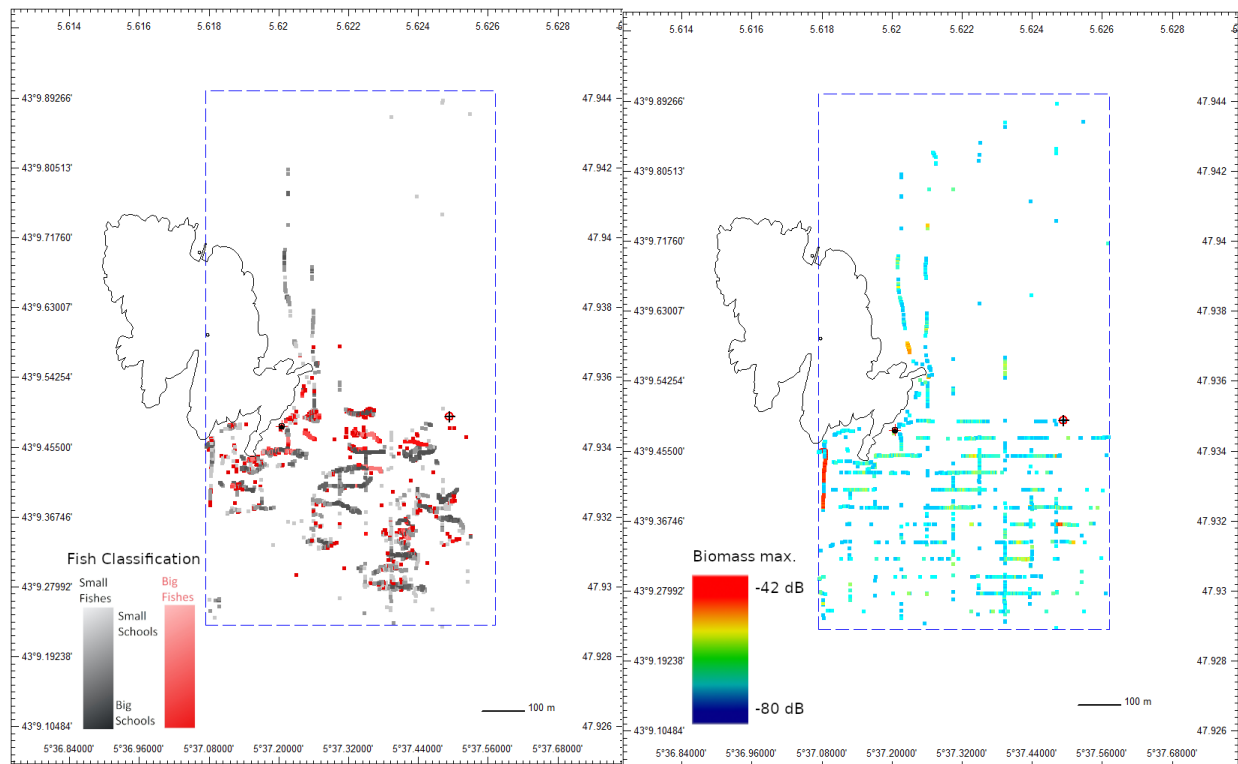 5.614 5.616 5.618 5.62 5.622 5.624 5.626 5.628
43°9.89266' 47.944
43°9.80513' 47.942
43°9.71760' 47.94
43°9.63007' 47.938
43°9.54254' 47.936
43°9.45500' 47.934
43°9.36746' 47.932
43°9.27992' 47.93
43°9.19238' 47.928
43°9.10484' 47.926
5°36.84000' 5°36.96000' 5°37.08000' 5°37.20000' 5°37.32000' 5°37.44000' 5°37.56000' 5°37.68000'
Fish Classification
Small
Fishes
Big
Fishes
Small
Schools
Big
Schools
100 m
5.614 5.616 5.618 5.62 5.622 5.624 5.626 5.628
43°9.89266' 47.944
43°9.80513' 47.942
43°9.71760' 47.94
43°9.63007' 47.938
43°9.54254' 47.936
43°9.45500' 47.934
43°9.36746' 47.932
43°9.27992' 47.93
43°9.19238' 47.928
43°9.10484' 47.926
5°36.84000' 5°36.96000' 5°37.08000' 5°37.20000' 5°37.32000' 5°37.44000' 5°37.56000' 5°37.68000'
Biomass max.
-42 dB
-80 dB
100 m